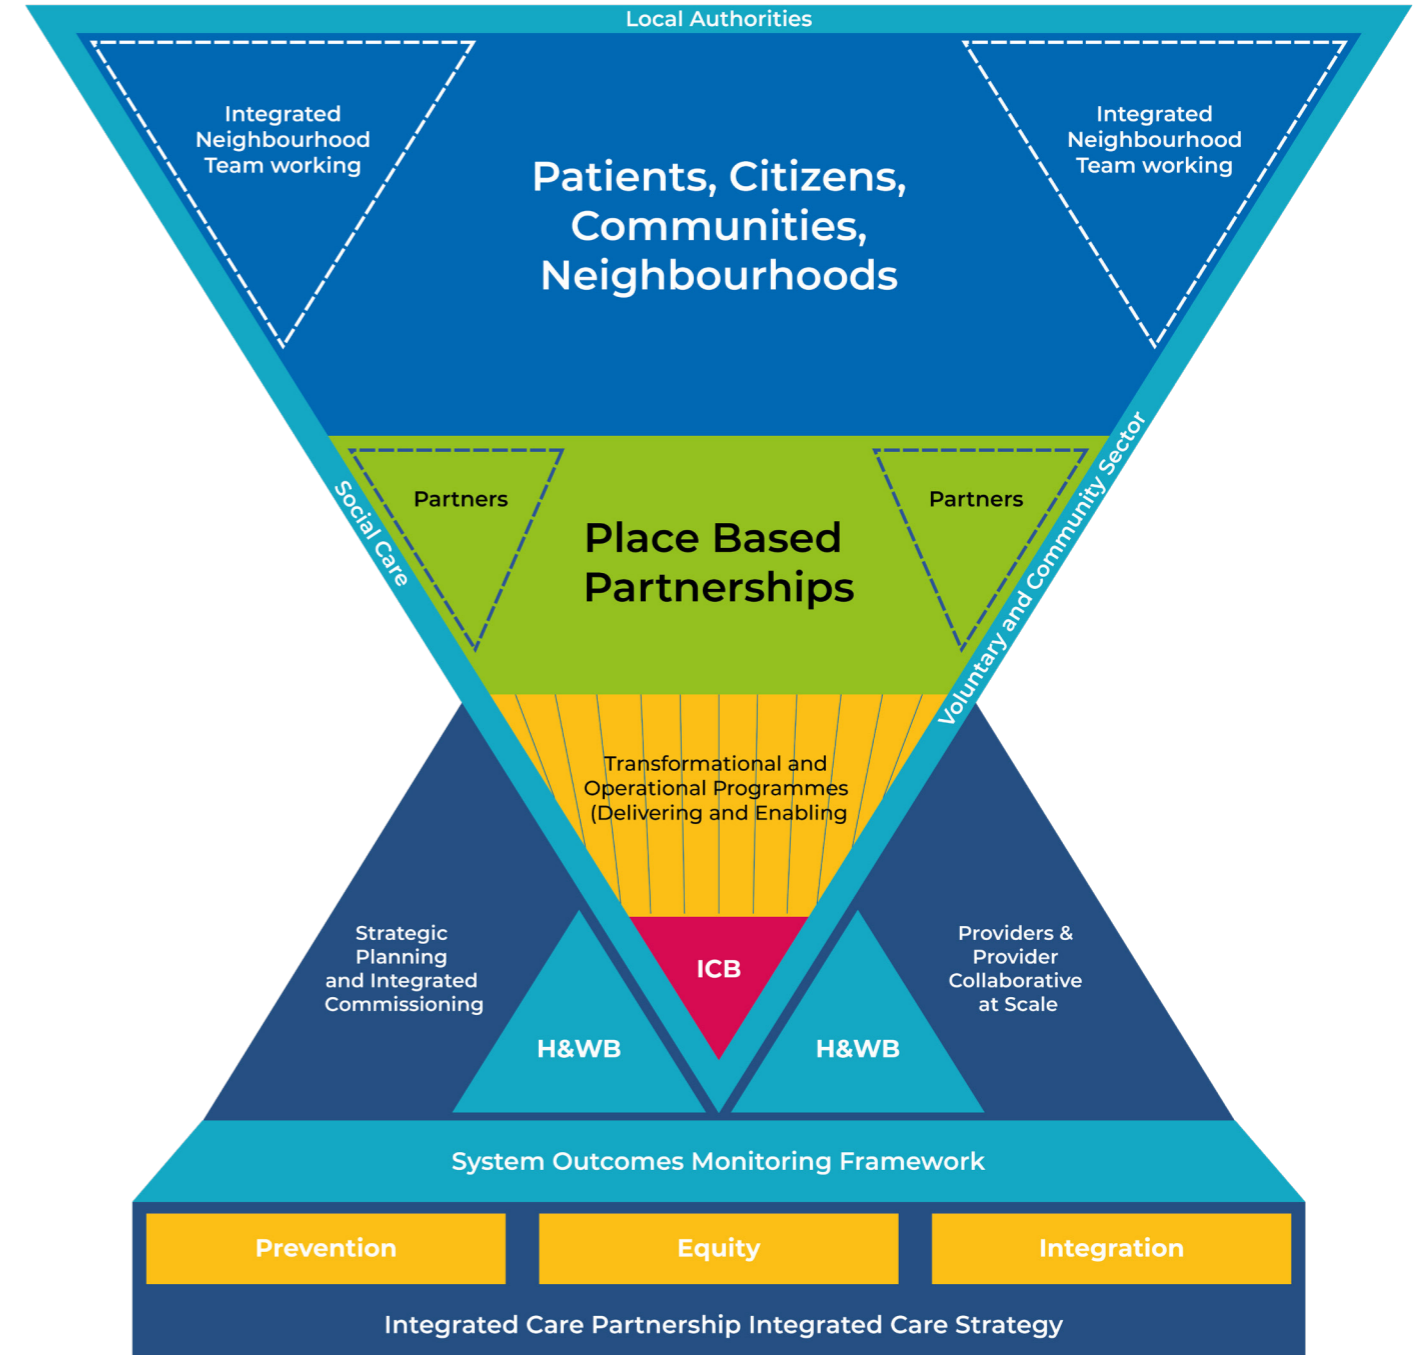 Local Authorities
Integrated
Neighbourhood
Team working
Patients, Citizens,
Communities,
Neighbourhoods
Integrated
Neighbourhood
Team working
Social Care
Partners
Place Based
Partnerships
Partners
Voluntary and Community Sector
Transformational and
Operational Programmes
(Delivering and Enabling
Strategic
Planning
and Integrated
Commissioning
H&WB
ICB
H&WB
Providers &
Provider
Collaborative
at Scale
System Outcomes Monitoring Framework
Prevention
Equity
Integration
Integrated Care Partnership Integrated Care Strategy